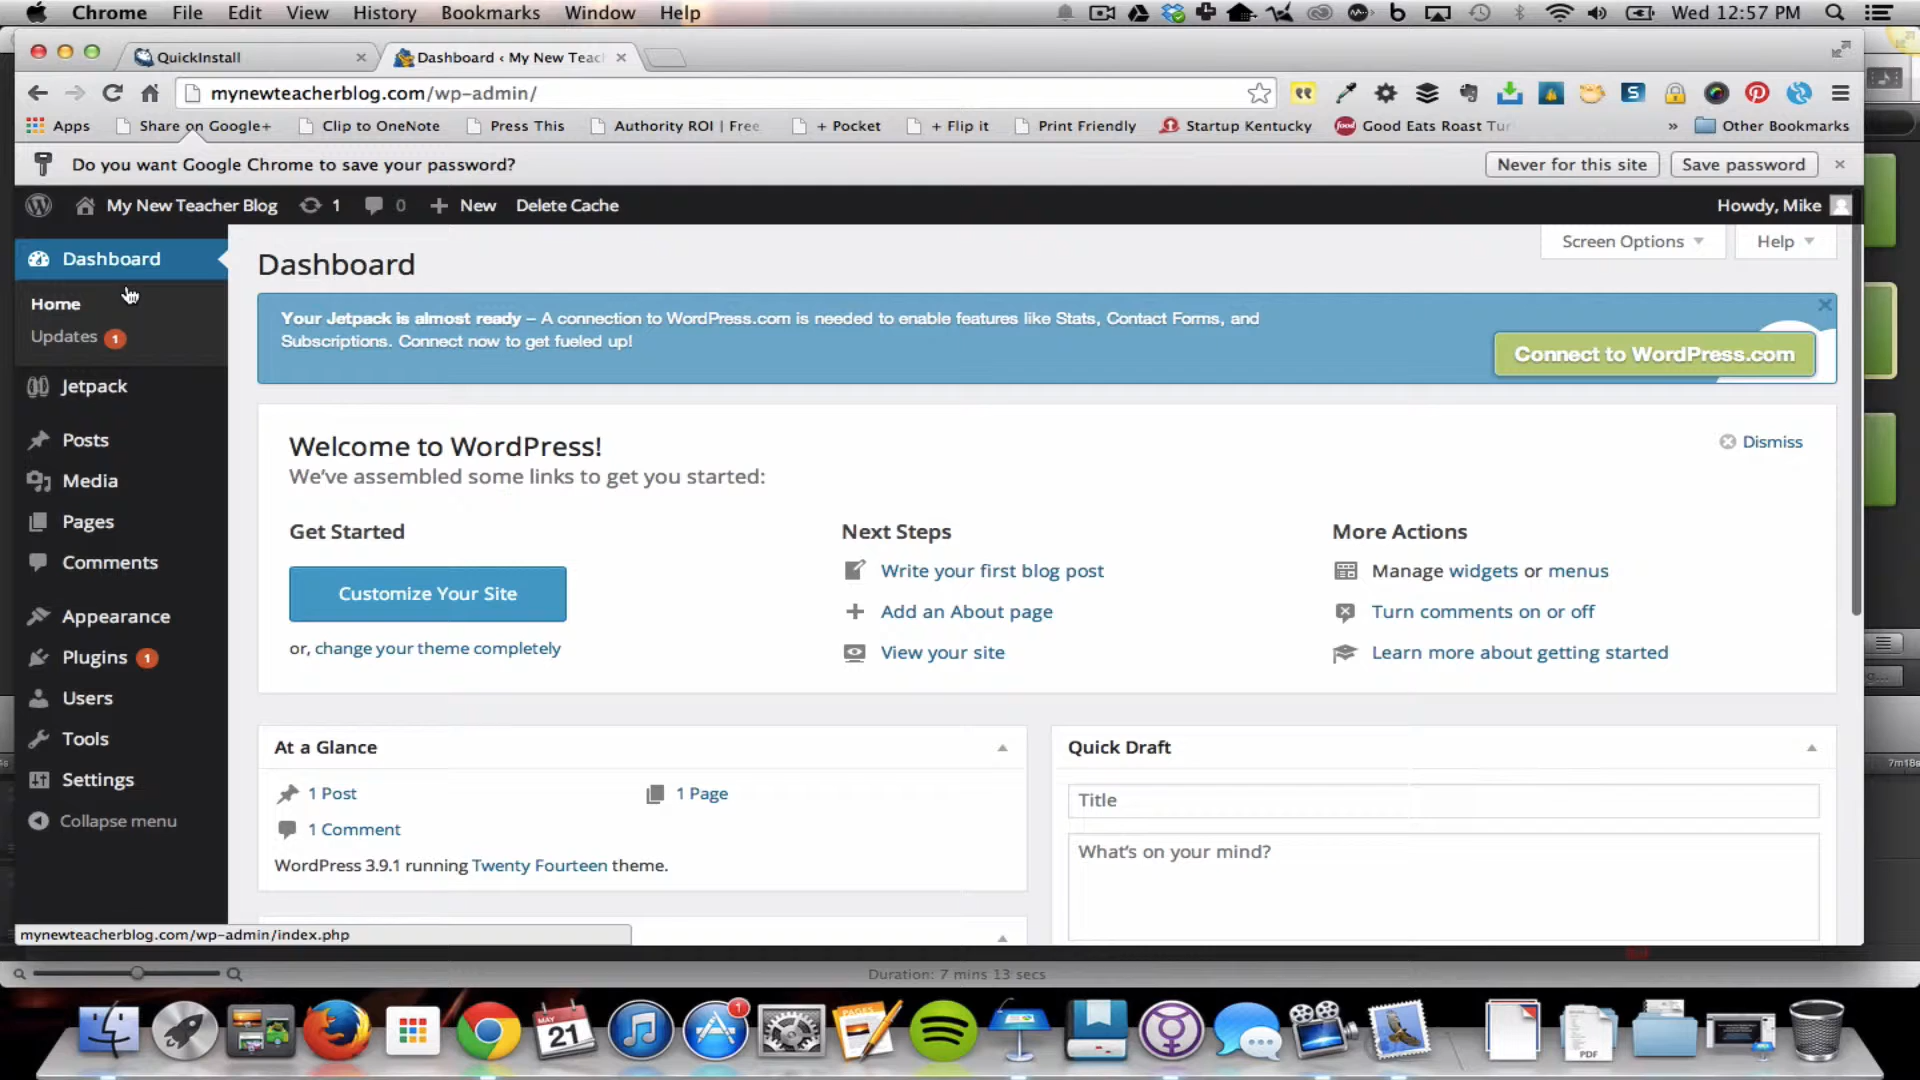 Chrome File Edit View History Bookmarks Window Help Wed 12:57 PM
QuickInstall Dashboard ‹ My New Teac
mynewteacherblog.com/wp-admin/
Apps Share on Google+ Clip to OneNote Press This Authority ROI | Free + Pocket + Flip it Print Friendly Startup Kentucky Good Eats Roast Tur » Other Bookmarks
Do you want Google Chrome to save your password? Never for this site Save password
My New Teacher Blog 1 0 New Delete Cache Howdy, Mike
Dashboard
Home
Updates 1
Jetpack
Posts
Media
Pages
Comments
Appearance
Plugins 1
Users
Tools
Settings
Collapse menu
Screen Options Help
Dashboard
Your Jetpack is almost ready – A connection to WordPress.com is needed to enable features like Stats, Contact Forms, and
Subscriptions. Connect now to get fueled up!
Connect to WordPress.com
Welcome to WordPress!
Dismiss
We've assembled some links to get you started:
Get Started
Customize Your Site
or, change your theme completely
Next Steps
Write your first blog post
Add an About page
View your site
More Actions
Manage widgets or menus
Turn comments on or off
Learn more about getting started
At a Glance
1 Post 1 Page
1 Comment
WordPress 3.9.1 running Twenty Fourteen theme.
Quick Draft
Title
What's on your mind?
mynewteacherblog.com/wp-admin/index.php
7m18s
Duration: 7 mins 13 secs
MAY
21
1
PDF